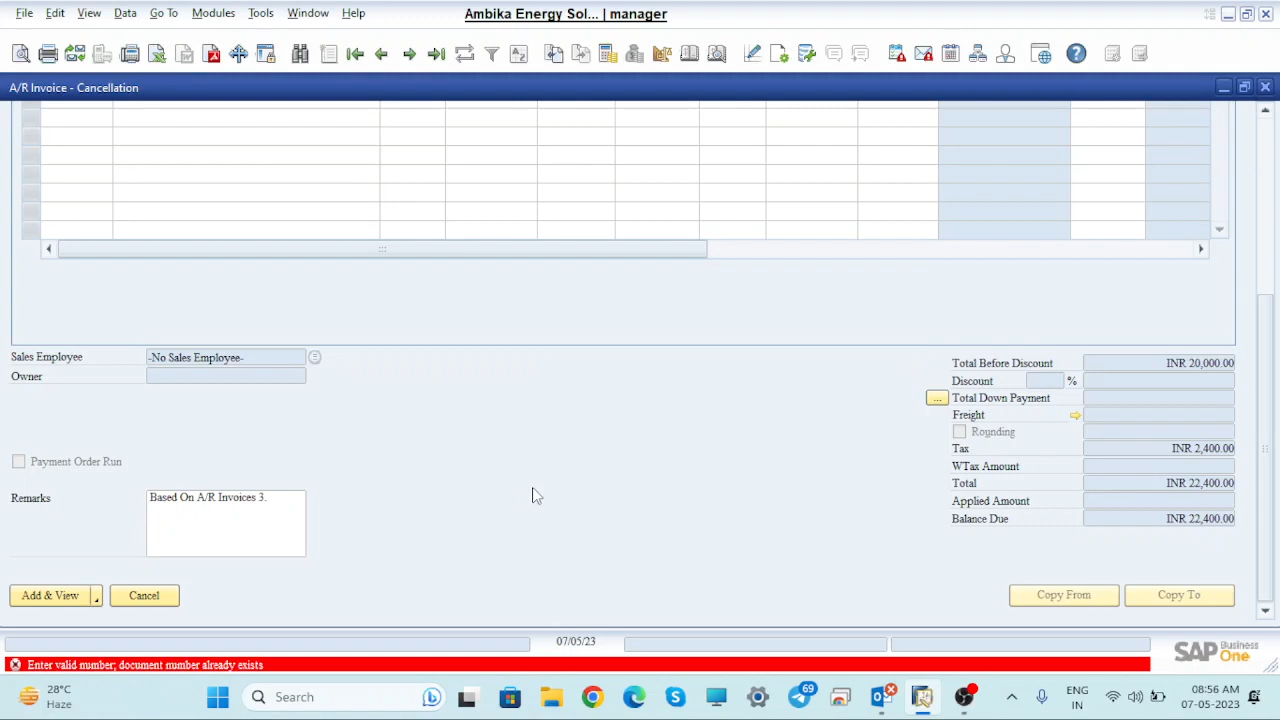 File Edit View Data Go To Modules Tools Window Help
Ambika Energy Sol... | manager
A/R Invoice - Cancellation
Sales Employee -No Sales Employee-
Owner
Payment Order Run
Remarks Based On A/R Invoices 3.
Total Before Discount INR 20,000.00
Discount %
... Total Down Payment
Freight
Rounding
Tax INR 2,400.00
WTax Amount
Total INR 22,400.00
Applied Amount
Balance Due INR 22,400.00
Add & View Cancel Copy From Copy To
07/05/23
SAP Business One
Enter valid number; document number already exists
28°C
Haze
Search
69
ENG
IN
08:56 AM
07-05-2023